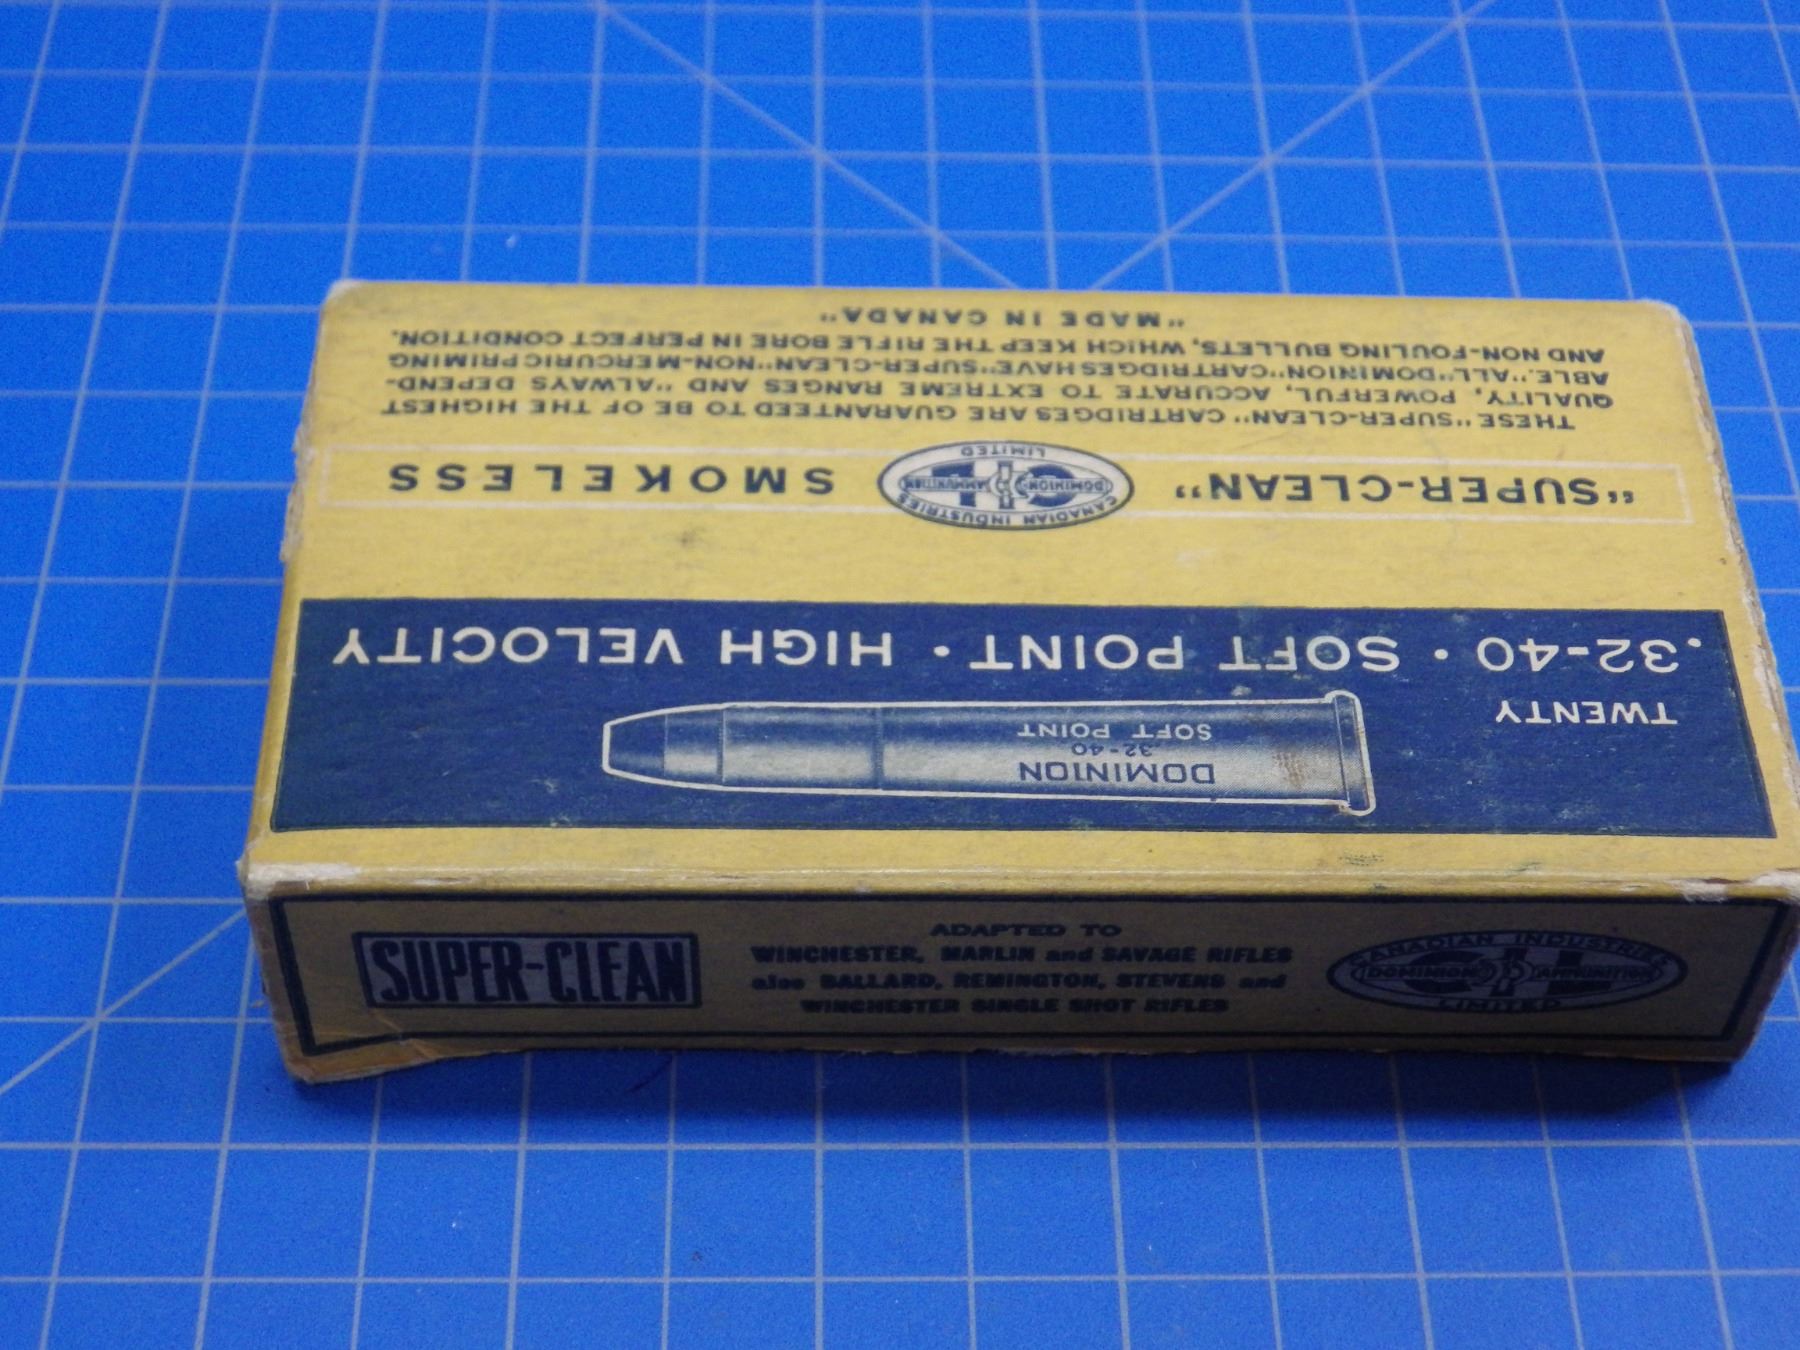 .32-40 • SOFT POINT • HIGH VELOCITY
TWENTY
DOMINION
.32-40
SOFT POINT
"SUPER-CLEAN" SMOKELESS
CANADIAN INDUSTRIES
DOMINION CIL AMMUNITION
LIMITED
THESE "SUPER-CLEAN" CARTRIDGES ARE GUARANTEED TO BE OF THE HIGHEST
QUALITY, POWERFUL, ACCURATE TO EXTREME RANGES AND "ALWAYS DEPEND-
ABLE." ALL "DOMINION" CARTRIDGES HAVE "SUPER-CLEAN" NON-MERCURIC PRIMING
AND NON-FOULING BULLETS, WHICH KEEP THE RIFLE BORE IN PERFECT CONDITION.
"MADE IN CANADA"
SUPER-CLEAN
ADAPTED TO
WINCHESTER, MARLIN and SAVAGE RIFLES
also BALLARD, REMINGTON, STEVENS and
WINCHESTER SINGLE SHOT RIFLES
CANADIAN INDUSTRIES
DOMINION CIL AMMUNITION
LIMITED